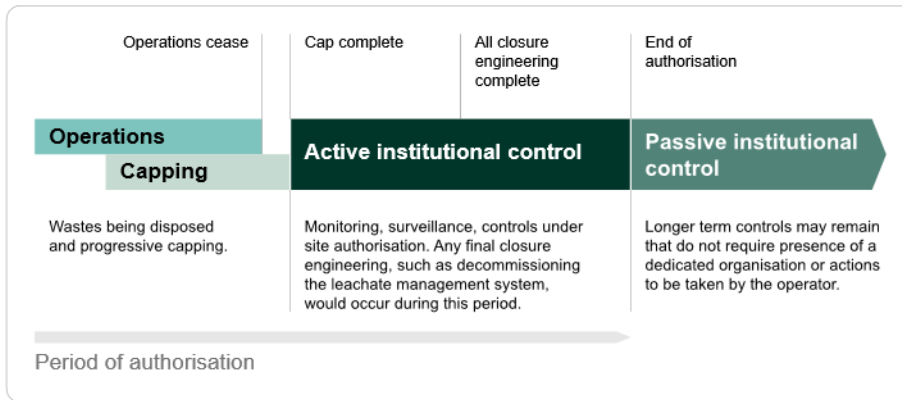 Operations cease
Cap complete
All closure
engineering
complete
End of
authorisation
Operations
Capping
Active institutional control
Passive institutional
control
Wastes being disposed
and progressive capping.
Monitoring, surveillance, controls under
site authorisation. Any final closure
engineering, such as decommissioning
the leachate management system,
would occur during this period.
Longer term controls may remain
that do not require presence of a
dedicated organisation or actions
to be taken by the operator.
Period of authorisation